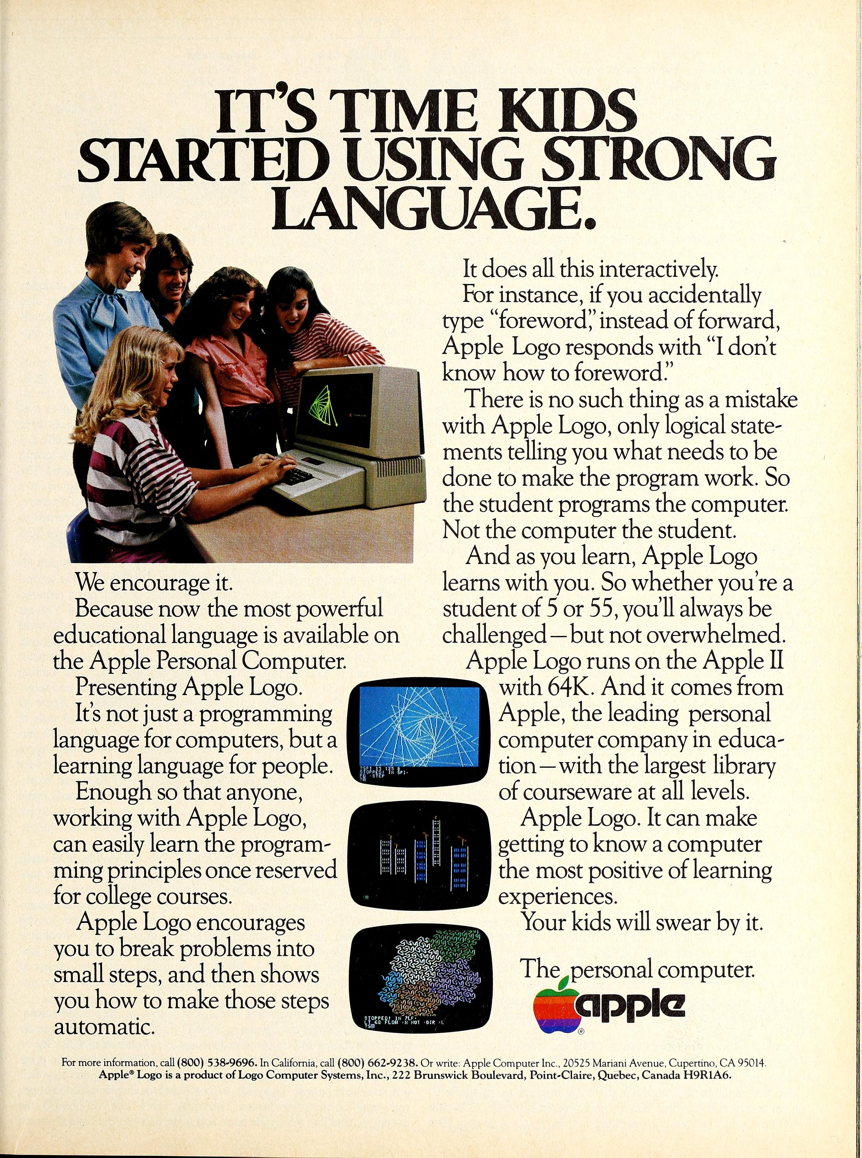 IT'S TIME KIDS
STARTED USING STRONG
LANGUAGE.
We encourage it.
Because now the most powerful
educational language is available on
the Apple Personal Computer.
Presenting Apple Logo.
It's not just a programming
language for computers, but a
learning language for people.
Enough so that anyone,
working with Apple Logo,
can easily learn the program-
ming principles once reserved
for college courses.
Apple Logo encourages
you to break problems into
small steps, and then shows
you how to make those steps
automatic.
It does all this interactively.
For instance, if you accidentally
type “foreword,” instead of forward,
Apple Logo responds with “I don't
know how to foreword.”
There is no such thing as a mistake
with Apple Logo, only logical state-
ments telling you what needs to be
done to make the program work. So
the student programs the computer.
Not the computer the student.
And as you learn, Apple Logo
learns with you. So whether you're a
student of 5 or 55, you'll always be
challenged—but not overwhelmed.
Apple Logo runs on the Apple II
with 64K. And it comes from
Apple, the leading personal
computer company in educa-
tion—with the largest library
of courseware at all levels.
Apple Logo. It can make
getting to know a computer
the most positive of learning
experiences.
Your kids will swear by it.
The personal computer.
apple
®
For more information, call (800) 538-9696. In California, call (800) 662-9238. Or write: Apple Computer Inc., 20525 Mariani Avenue, Cupertino, CA 95014.
Apple® Logo is a product of Logo Computer Systems, Inc., 222 Brunswick Boulevard, Point-Claire, Quebec, Canada H9R1A6.